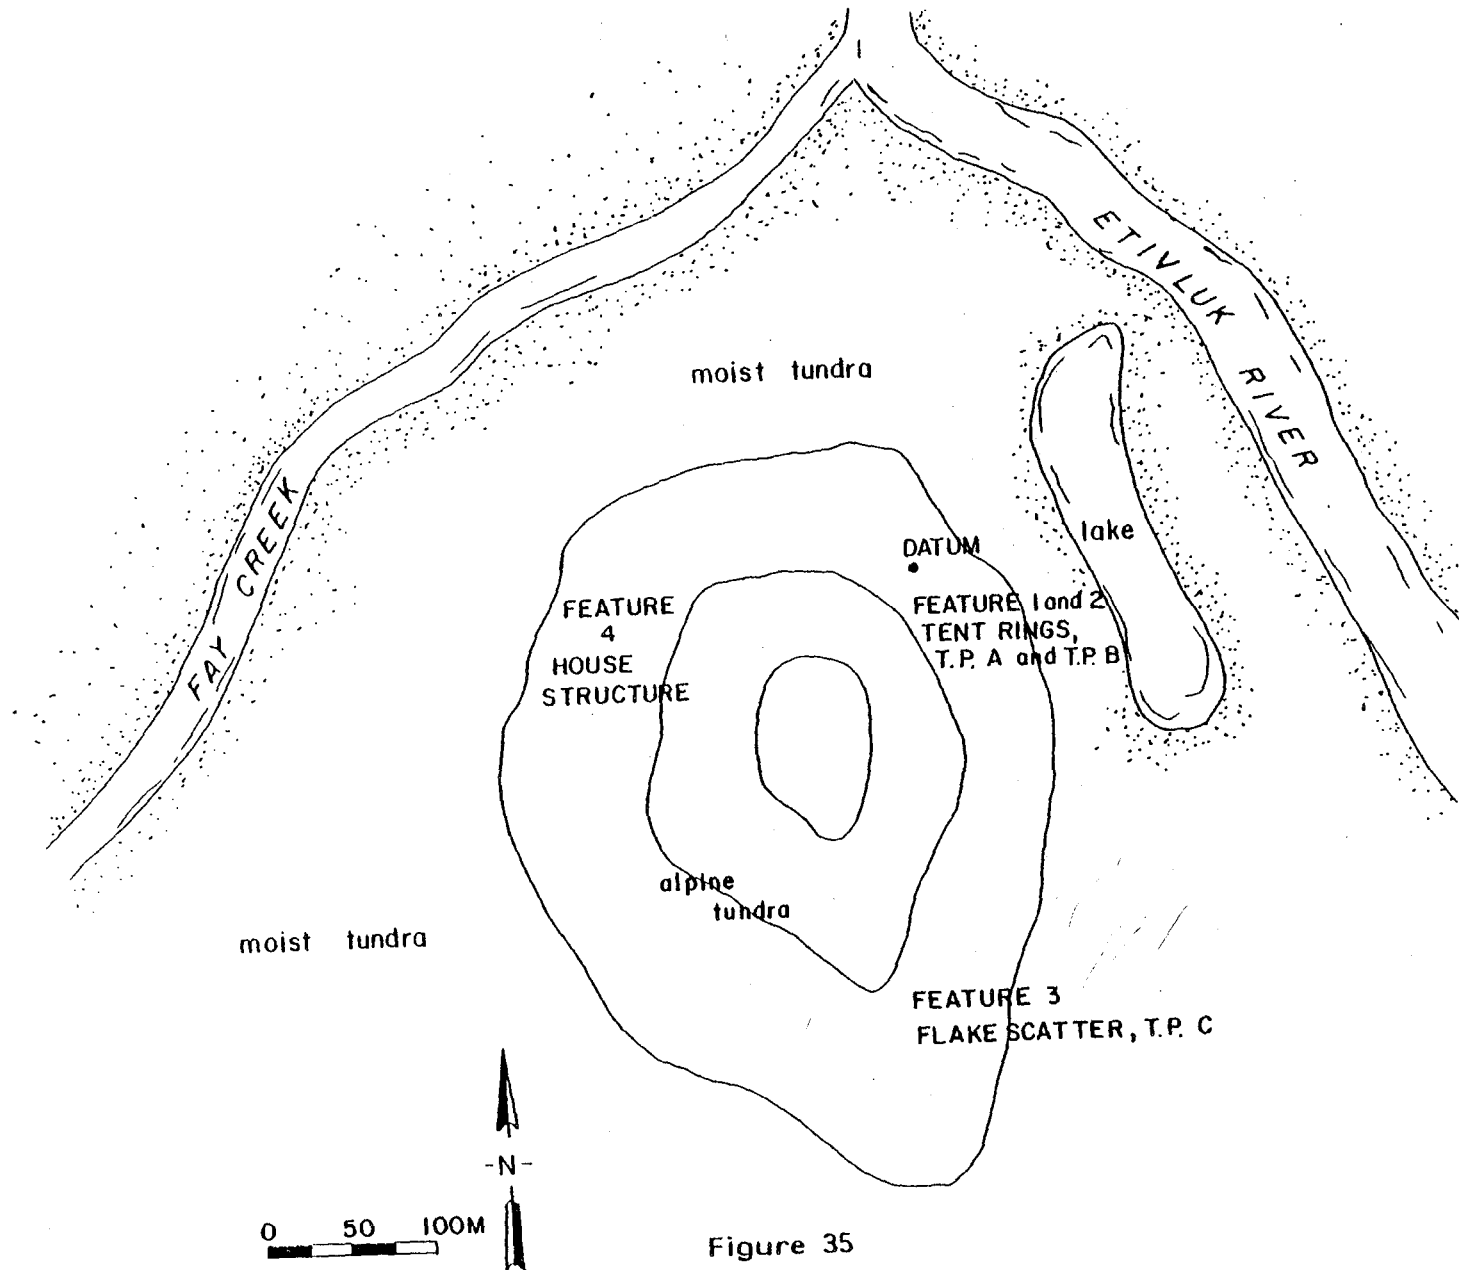 ETIVLUK
RIVER
moist tundra
FAY CREEK
lake
DATUM
FEATURE 1 and 2
TENT RINGS,
T.P. A and T.P. B
FEATURE
4
HOUSE
STRUCTURE
alpine
tundra
moist tundra
FEATURE 3
FLAKE SCATTER, T.P. C
-N-
0 50 100M
Figure 35